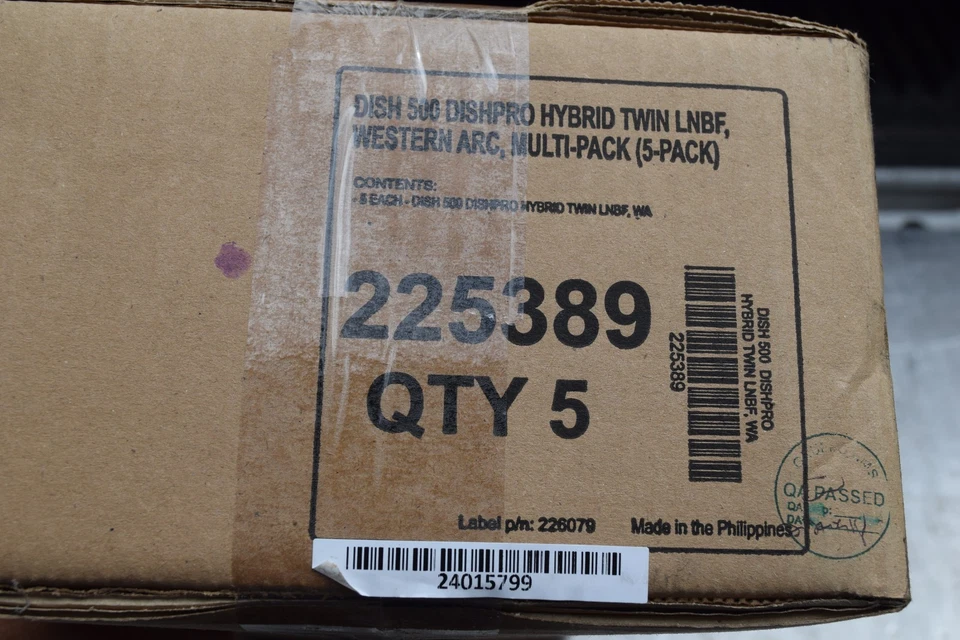 DISH 500 DISHPRO HYBRID TWIN LNBF,
WESTERN ARC, MULTI-PACK (5-PACK)
CONTENTS:
- 5 EACH - DISH 500 DISHPRO HYBRID TWIN LNBF, WA
225389
QTY 5
225389
DISH 500 DISHPRO
HYBRID TWIN LNBF, WA
QA PASSED
Label p/n: 226079
Made in the Philippines
24015799